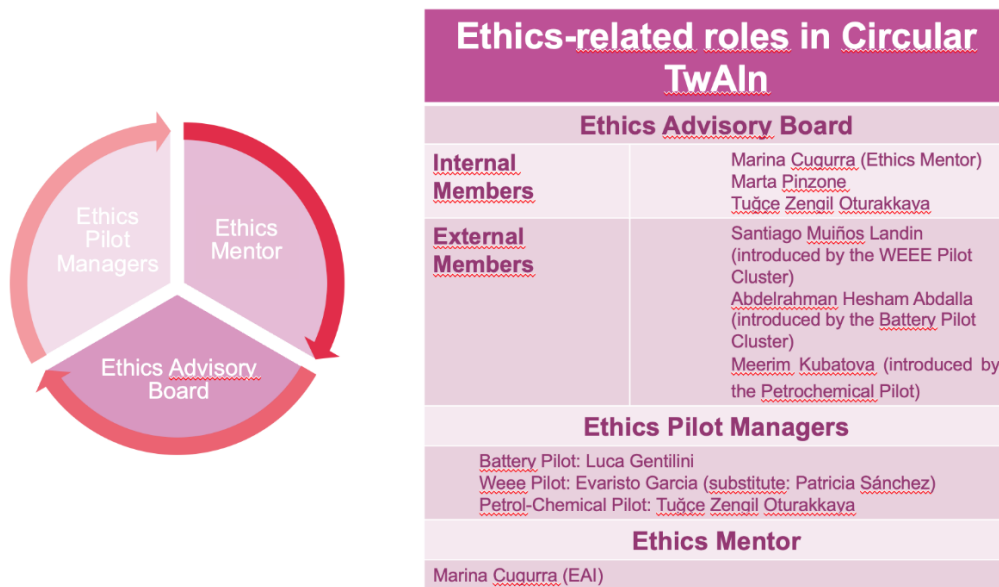 Ethics
Pilot
Managers
Ethics
Mentor
Ethics Advisory
Board
Ethics-related roles in Circular
TwAIn
Ethics Advisory Board
Internal
Members
Marina Cugurra (Ethics Mentor)
Marta Pinzone
Tuğçe Zengil Oturakkaya
External
Members
Santiago Muiños Landin
(introduced by the WEEE Pilot
Cluster)
Abdelrahman Hesham Abdalla
(introduced by the Battery Pilot
Cluster)
Meerim Kubatova (introduced by
the Petrochemical Pilot)
Ethics Pilot Managers
Battery Pilot: Luca Gentilini
Weee Pilot: Evaristo Garcia (substitute: Patricia Sánchez)
Petrol-Chemical Pilot: Tuğçe Zengil Oturakkaya
Ethics Mentor
Marina Cugurra (EAI)